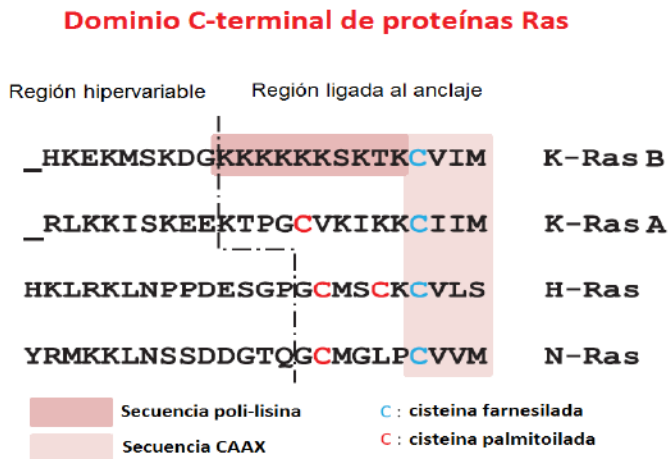 Dominio C-terminal de proteínas Ras
Región hipervariable Región ligada al anclaje
_HKEKMSKDGKKKKKKSKTKCVIM K-Ras B
_RLKKISKEEKTPGCVKIKKCIIM K-Ras A
HKLRKLNPPDESGPGCMSCKCVLS H-Ras
YRMKKLNSSDDGTQGCMGLPCVVM N-Ras
Secuencia poli-lisina C : cisteina farnesilada
Secuencia CAAX C : cisteina palmitoilada